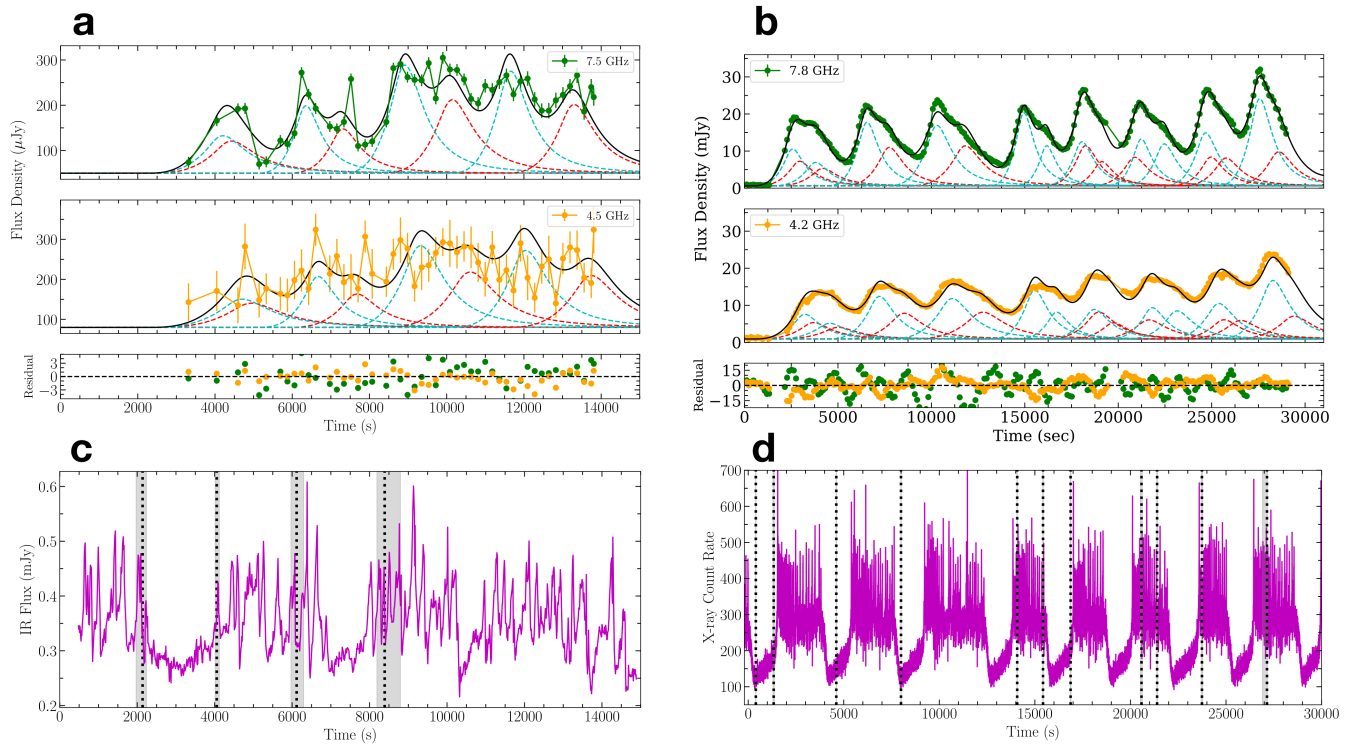 a
300
200
100
7.5 GHz
Flux Density (μJy)
300
200
100
4.5 GHz
3
0
−3
Residual
0 2000 4000 6000 8000 10000 12000 14000
Time (s)
b
30
20
10
0
7.8 GHz
Flux Density (mJy)
30
20
10
0
4.2 GHz
15
0
−15
Residual
0 5000 10000 15000 20000 25000 30000
Time (sec)
c
0.6
0.5
0.4
0.3
0.2
IR Flux (mJy)
0 2000 4000 6000 8000 10000 12000 14000
Time (s)
d
700
600
500
400
300
200
100
X-ray Count Rate
0 5000 10000 15000 20000 25000 30000
Time (s)